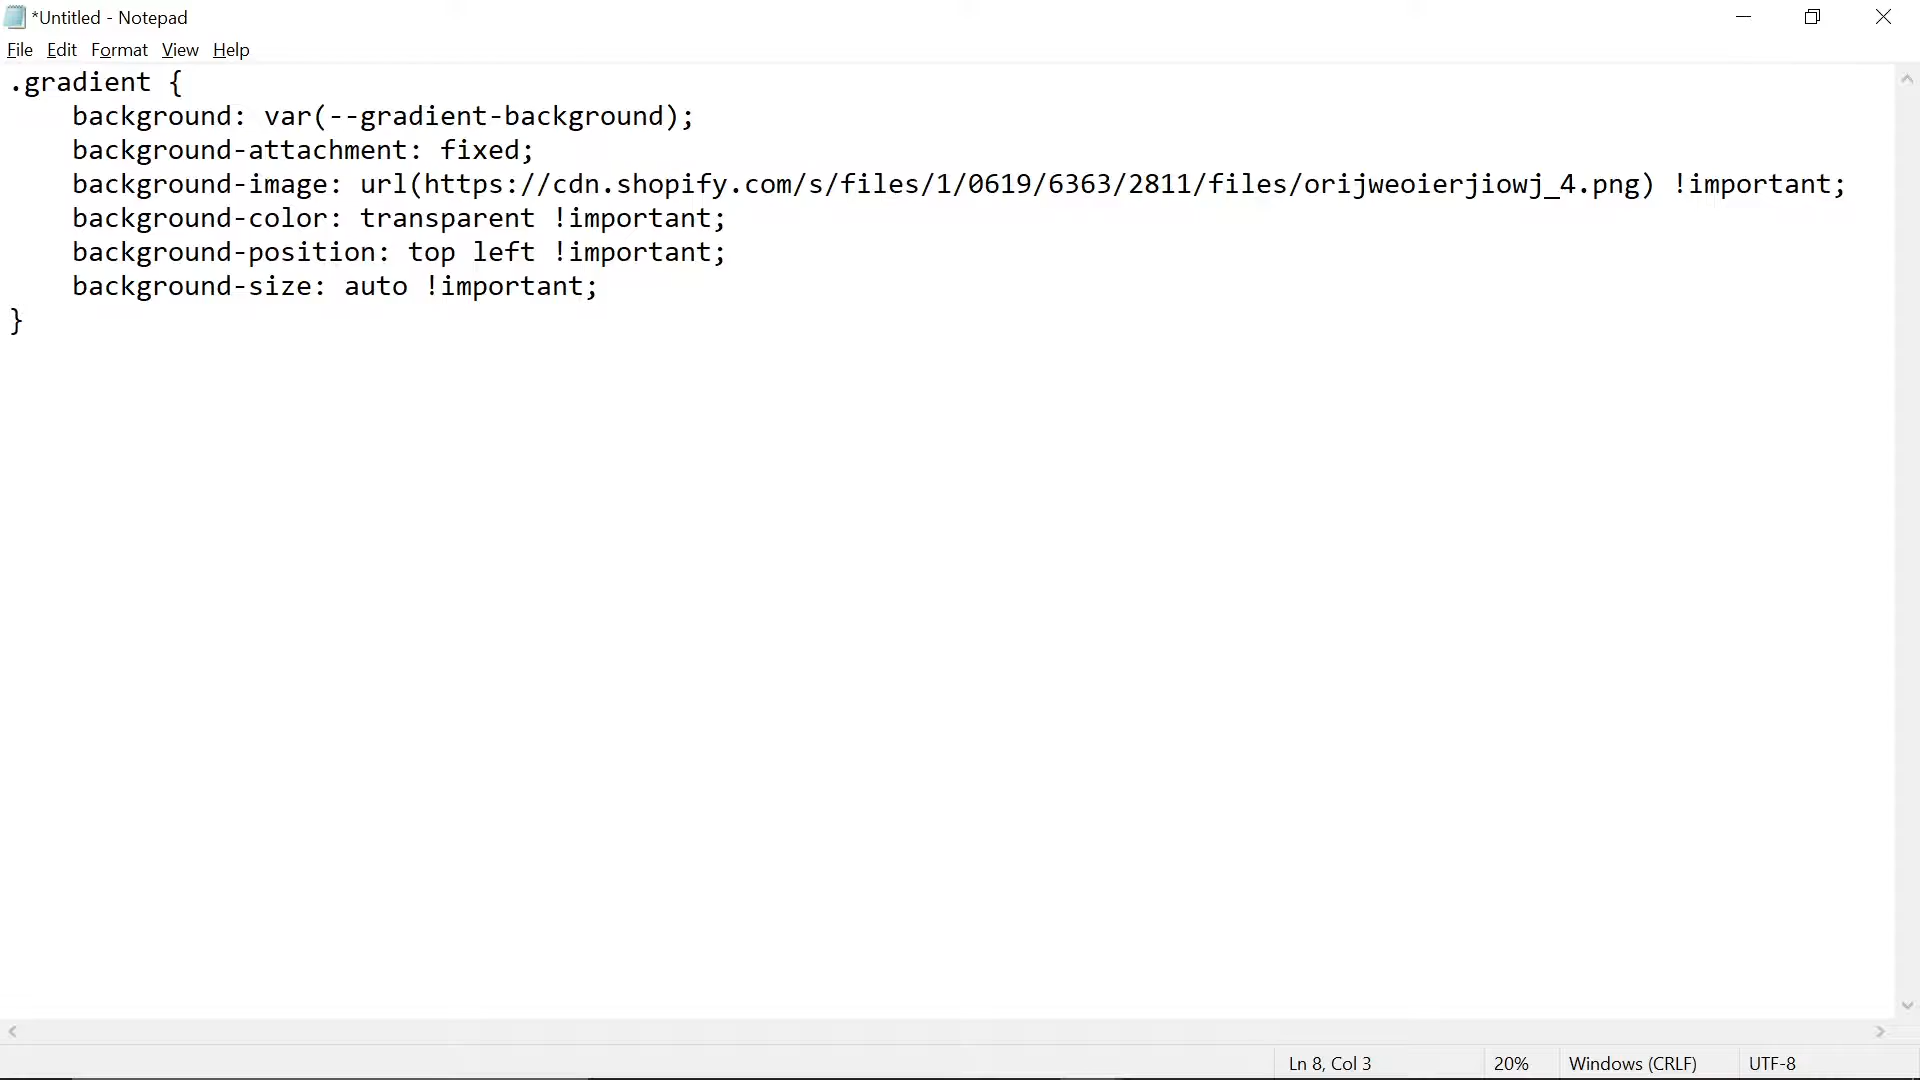 *Untitled - Notepad
File Edit Format View Help
.gradient {
    background: var(--gradient-background);
    background-attachment: fixed;
    background-image: url(https://cdn.shopify.com/s/files/1/0619/6363/2811/files/orijweoierjiowj_4.png) !important;
    background-color: transparent !important;
    background-position: top left !important;
    background-size: auto !important;
}
Ln 8, Col 3 20% Windows (CRLF) UTF-8